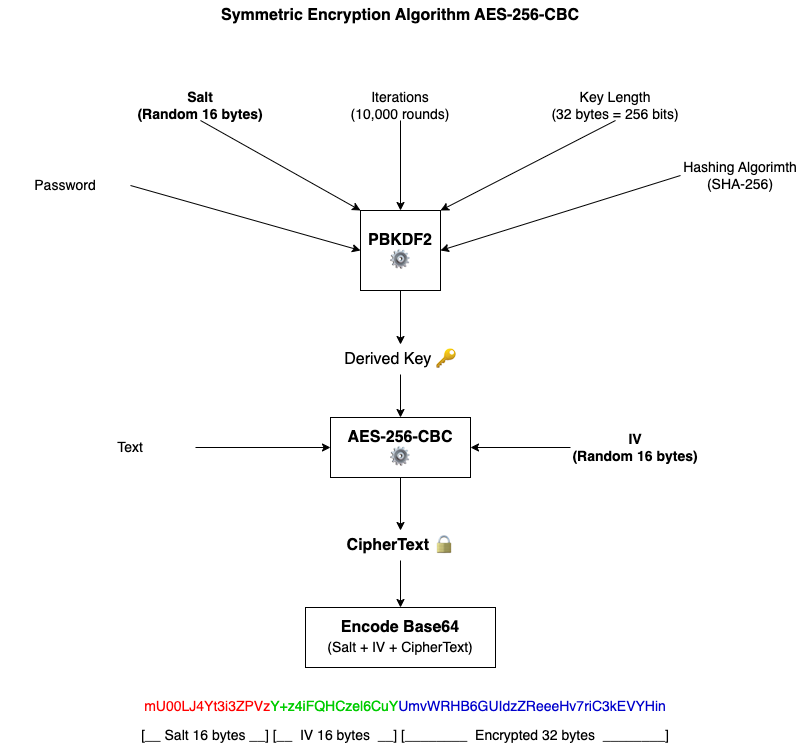 Symmetric Encryption Algorithm AES-256-CBC
Salt
(Random 16 bytes)
Iterations
(10,000 rounds)
Key Length
(32 bytes = 256 bits)
Password
Hashing Algorimth
(SHA-256)
PBKDF2
Derived Key
Text
AES-256-CBC
IV
(Random 16 bytes)
CipherText
Encode Base64
(Salt + IV + CipherText)
mU00LJ4Yt3i3ZPVzY+z4iFQHCzel6CuYUmvWRHB6GUIdzZReeeHv7riC3kEVYHin
[__ Salt 16 bytes __] [__ IV 16 bytes __] [________ Encrypted 32 bytes ________]